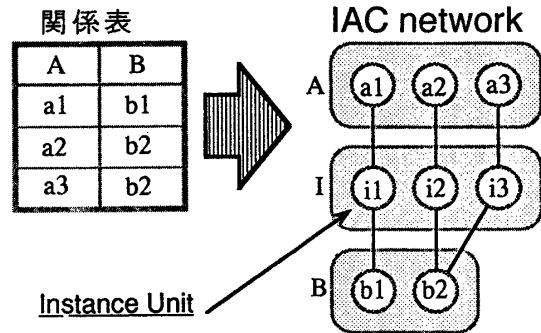 関係表
A B
a1 b1
a2 b2
a3 b2
IAC network
A a1 a2 a3
I i1 i2 i3
B b1 b2
Instance Unit